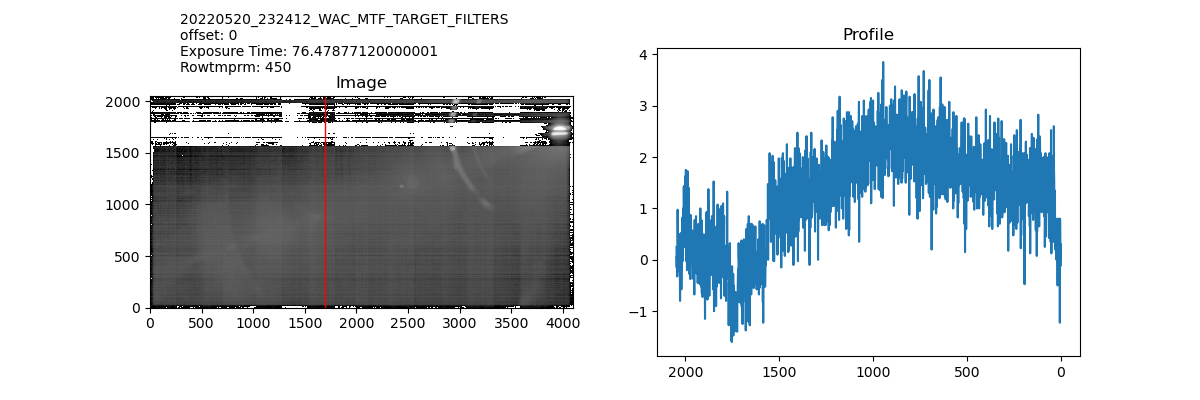 20220520_232412_WAC_MTF_TARGET_FILTERS
offset: 0
Exposure Time: 76.47877120000001
Rowtmprm: 450
Image
2000
1500
1000
500
0
0 500 1000 1500 2000 2500 3000 3500 4000
Profile
4
3
2
1
0
−1
2000 1500 1000 500 0